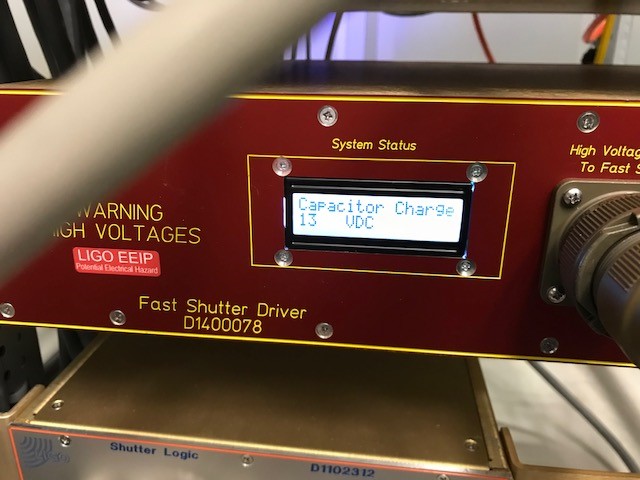 System Status
High Voltag
To Fast S
Capacitor Charge
13 VDC
WARNING
HIGH VOLTAGES
LIGO EEIP
Potential Electrical Hazard
Fast Shutter Driver
D1400078
Shutter Logic
D1102312